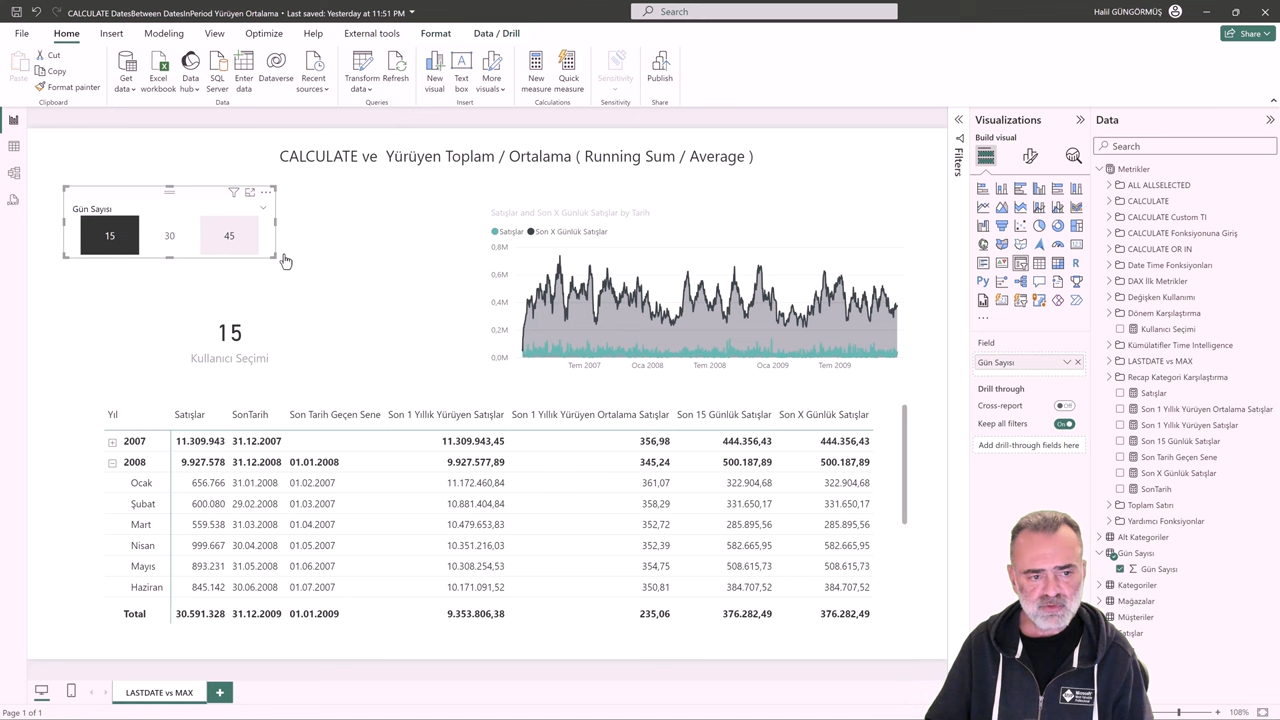 CALCULATE DatesBetween DatesInPeriod Yürüyen Ortalama • Last saved: Yesterday at 11:51 PM
Search
Halil GÜNGÖRMÜŞ
File Home Insert Modeling View Optimize Help External tools Format Data / Drill
Share
Paste
Cut
Copy
Format painter
Get data
Excel workbook
Data hub
SQL Server
Enter data
Dataverse
Recent sources
Transform data
Refresh
New visual
Text box
More visuals
New measure
Quick measure
Sensitivity
Publish
Clipboard Data Queries Insert Calculations Sensitivity Share
CALCULATE ve Yürüyen Toplam / Ortalama ( Running Sum / Average )
Gün Sayısı
15 30 45
15
Kullanıcı Seçimi
Satışlar and Son X Günlük Satışlar by Tarih
Satışlar Son X Günlük Satışlar
0,8M
0,6M
0,4M
0,2M
0,0M
Tem 2007 Oca 2008 Tem 2008 Oca 2009 Tem 2009
Yıl Satışlar SonTarih Son Tarih Geçen Sene Son 1 Yıllık Yürüyen Satışlar Son 1 Yıllık Yürüyen Ortalama Satışlar Son 15 Günlük Satışlar Son X Günlük Satışlar
2007 11.309.943 31.12.2007 11.309.943,45 356,98 444.356,43 444.356,43
2008 9.927.578 31.12.2008 01.01.2008 9.927.577,89 345,24 500.187,89 500.187,89
Ocak 656.766 31.01.2008 01.02.2007 11.172.460,84 361,07 322.904,68 322.904,68
Şubat 600.080 29.02.2008 01.03.2007 10.881.404,84 358,29 331.650,17 331.650,17
Mart 559.538 31.03.2008 01.04.2007 10.479.653,83 352,72 285.895,56 285.895,56
Nisan 999.667 30.04.2008 01.05.2007 10.351.216,03 352,39 582.665,95 582.665,95
Mayıs 893.231 31.05.2008 01.06.2007 10.308.254,53 354,75 508.615,73 508.615,73
Haziran 845.142 30.06.2008 01.07.2007 10.171.091,52 350,81 384.707,52 384.707,52
Total 30.591.328 31.12.2009 01.01.2009 9.353.806,38 235,06 376.282,49 376.282,49
LASTDATE vs MAX
Page 1 of 1
Filters
Visualizations
Build visual
Field
Gün Sayısı
Drill through
Cross-report Off
Keep all filters On
Add drill-through fields here
Data
Search
Metrikler
ALL ALLSELECTED
CALCULATE
CALCULATE Custom TI
CALCULATE Fonksiyonuna Giriş
CALCULATE OR IN
Date Time Fonksiyonları
DAX İlk Metrikler
Değişken Kullanımı
Dönem Karşılaştırma
Kullanıcı Seçimi
Kümülatifler Time Intelligence
LASTDATE vs MAX
Recap Kategori Karşılaştırma
Satışlar
Son 1 Yıllık Yürüyen Ortalama Satışlar
Son 1 Yıllık Yürüyen Satışlar
Son 15 Günlük Satışlar
Son Tarih Geçen Sene
Son X Günlük Satışlar
SonTarih
Toplam Satırı
Yardımcı Fonksiyonlar
Alt Kategoriler
Gün Sayısı
Gün Sayısı
Kategoriler
Mağazalar
Müşteriler
108%